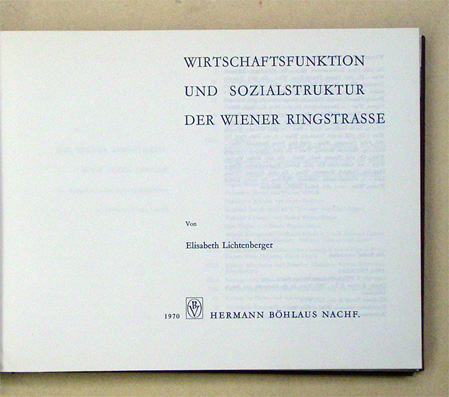 WIRTSCHAFTSFUNKTION
UND SOZIALSTRUKTUR
DER WIENER RINGSTRASSE
Von
Elisabeth Lichtenberger
1970 HERMANN BÖHLAUS NACHF.